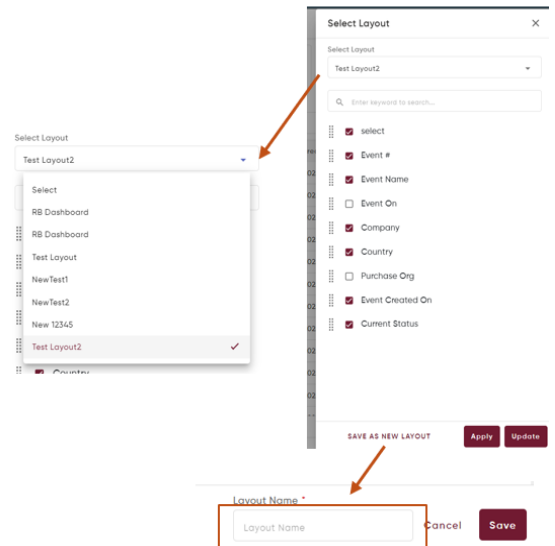 Select Layout
Select Layout
Test Layout2
Enter keyword to search...
select
Event #
Event Name
Event On
Company
Country
Purchase Org
Event Created On
Current Status
SAVE AS NEW LAYOUT
Apply
Update
Select Layout
Test Layout2
Select
RB Dashboard
RB Dashboard
Test Layout
NewTest1
NewTest2
New 12345
Test Layout2
Country
Layout Name *
Layout Name
Cancel
Save